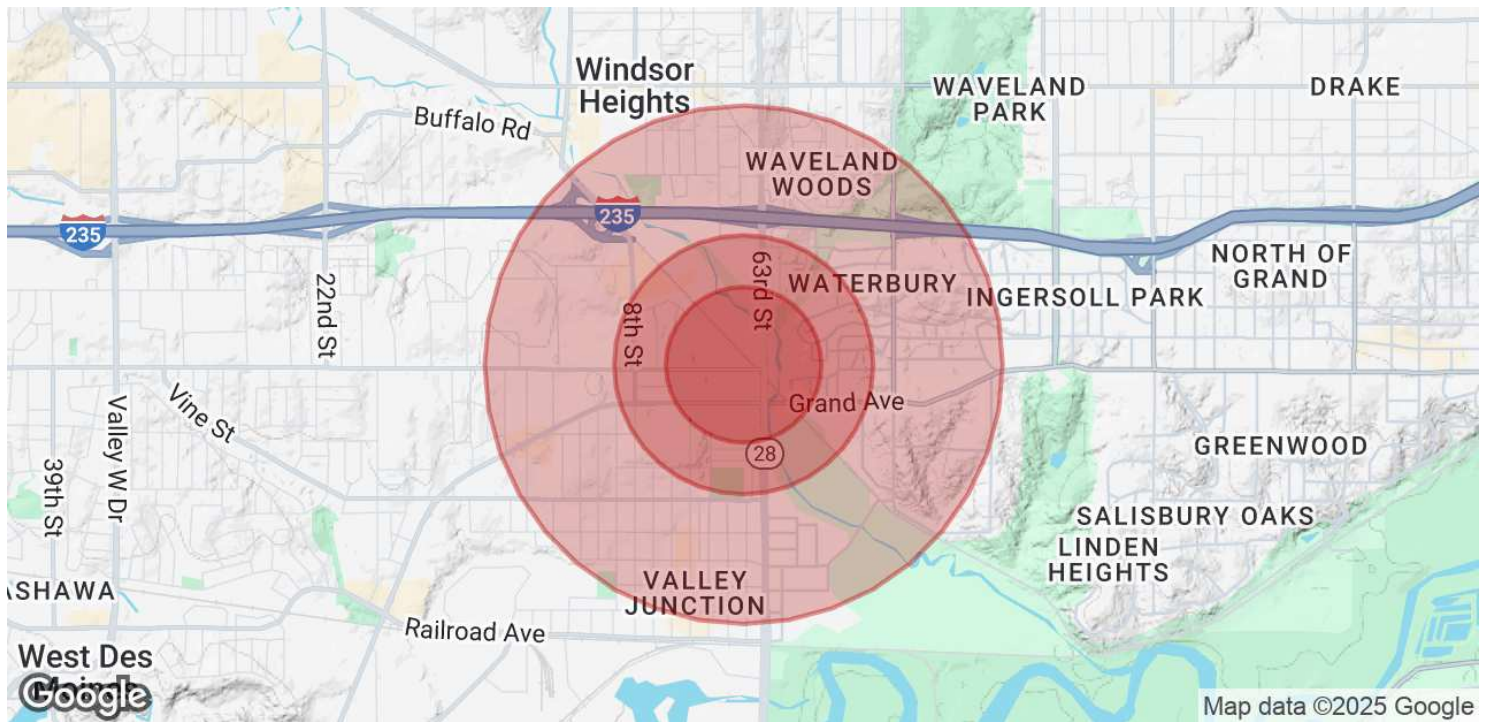 Windsor
Heights
WAVELAND
PARK
DRAKE
Buffalo Rd
WAVELAND
WOODS
235
235
63rd St
WATERBURY
NORTH OF
GRAND
INGERSOLL PARK
22nd St
8th St
Grand Ave
Vine St
Valley W Dr
28
GREENWOOD
39th St
SALISBURY OAKS
LINDEN
HEIGHTS
ASHAWA
VALLEY
JUNCTION
Railroad Ave
West Des
Google
Map data ©2025 Google